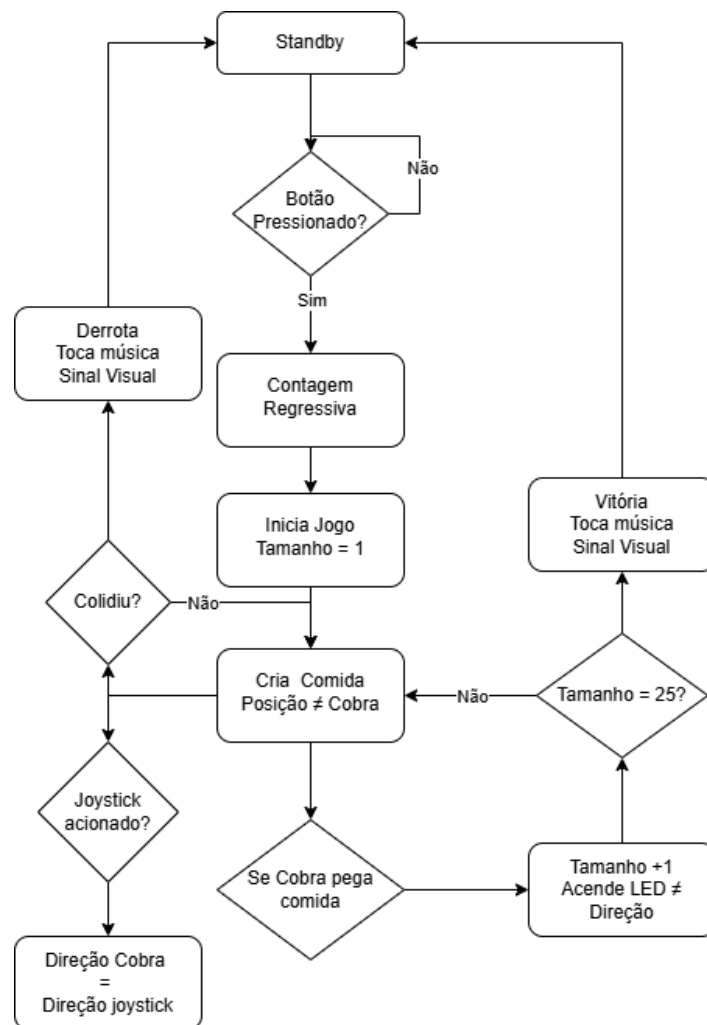 Standby
Não
Botão
Pressionado?
Sim
Derrota
Toca música
Sinal Visual
Contagem
Regressiva
Inicia Jogo
Tamanho = 1
Vitória
Toca música
Sinal Visual
Colidiu?
Não
Cria Comida
Posição ≠ Cobra
Não
Tamanho = 25?
Joystick
acionado?
Se Cobra pega
comida
Tamanho +1
Acende LED ≠
Direção
Direção Cobra
=
Direção joystick